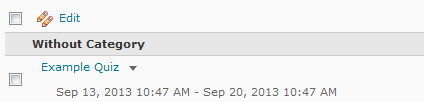 Edit
Without Category
Example Quiz
Sep 13, 2013 10:47 AM - Sep 20, 2013 10:47 AM